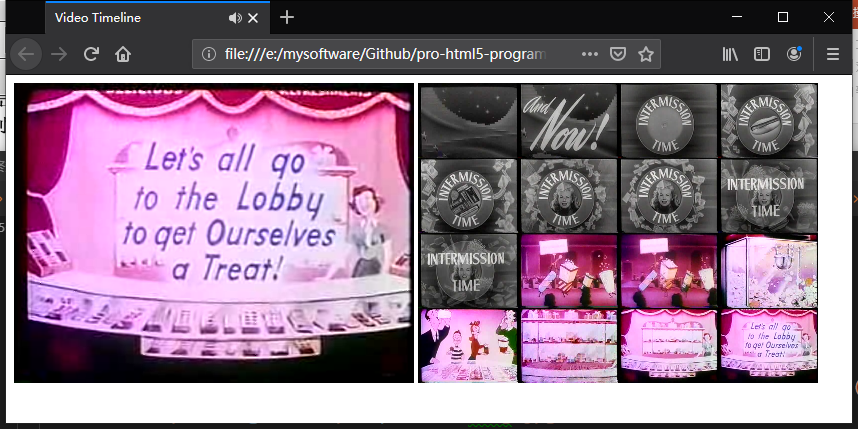 Video Timeline
file:///e:/mysoftware/Github/pro-html5-program
REFRESHMENTS
Let's all go
to the Lobby
to get Ourselves
a Treat!
And
Now!
INTERMISSION
TIME
INTERMISSION
TIME
INTERMISSION
TIME
INTERMISSION
TIME
INTERMISSION
TIME
INTERMISSION
TIME
INTERMISSION
TIME
Let's all go
to the Lobby
to get Ourselves
a Treat!